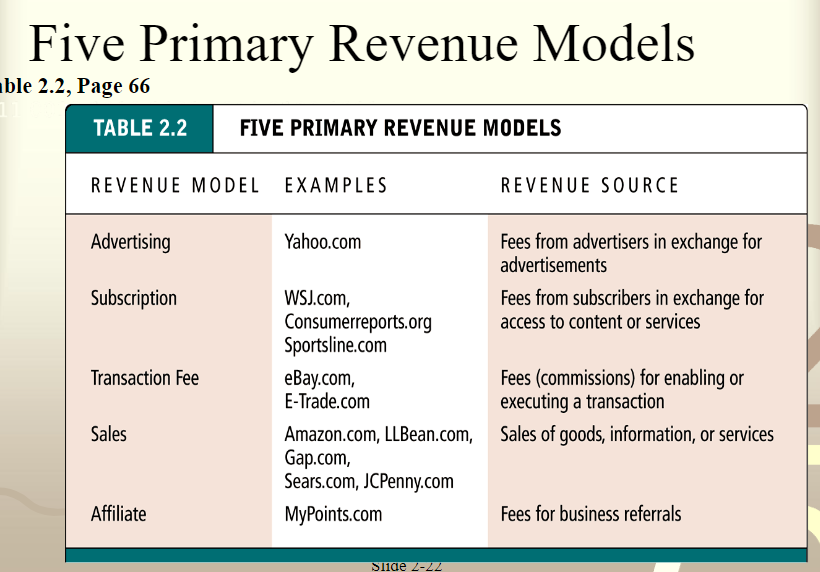 Five Primary Revenue Models
ble 2.2, Page 66
TABLE 2.2 FIVE PRIMARY REVENUE MODELS
REVENUE MODEL EXAMPLES REVENUE SOURCE
Advertising Yahoo.com Fees from advertisers in exchange for
advertisements
Subscription WSJ.com, Fees from subscribers in exchange for
Consumerreports.org access to content or services
Sportsline.com
Transaction Fee eBay.com, Fees (commissions) for enabling or
E-Trade.com executing a transaction
Sales Amazon.com, LLBean.com, Sales of goods, information, or services
Gap.com,
Sears.com, JCPenny.com
Affiliate MyPoints.com Fees for business referrals
Slide 2-22